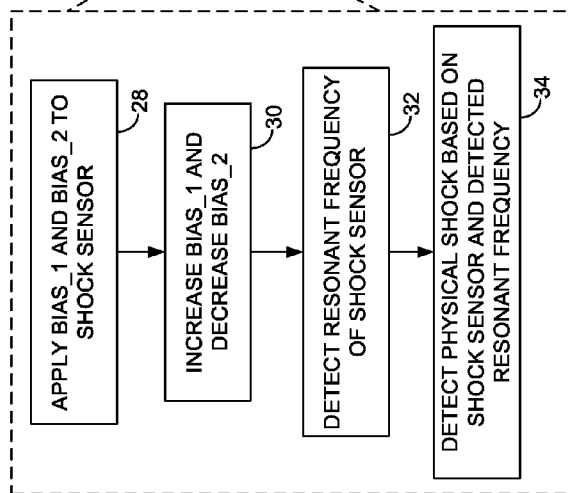 APPLY BIAS_1 AND BIAS_2 TO
SHOCK SENSOR
28
INCREASE BIAS_1 AND
DECREASE BIAS_2
30
DETECT RESONANT FREQUENCY
OF SHOCK SENSOR
32
DETECT PHYSICAL SHOCK BASED ON
SHOCK SENSOR AND DETECTED
RESONANT FREQUENCY
34